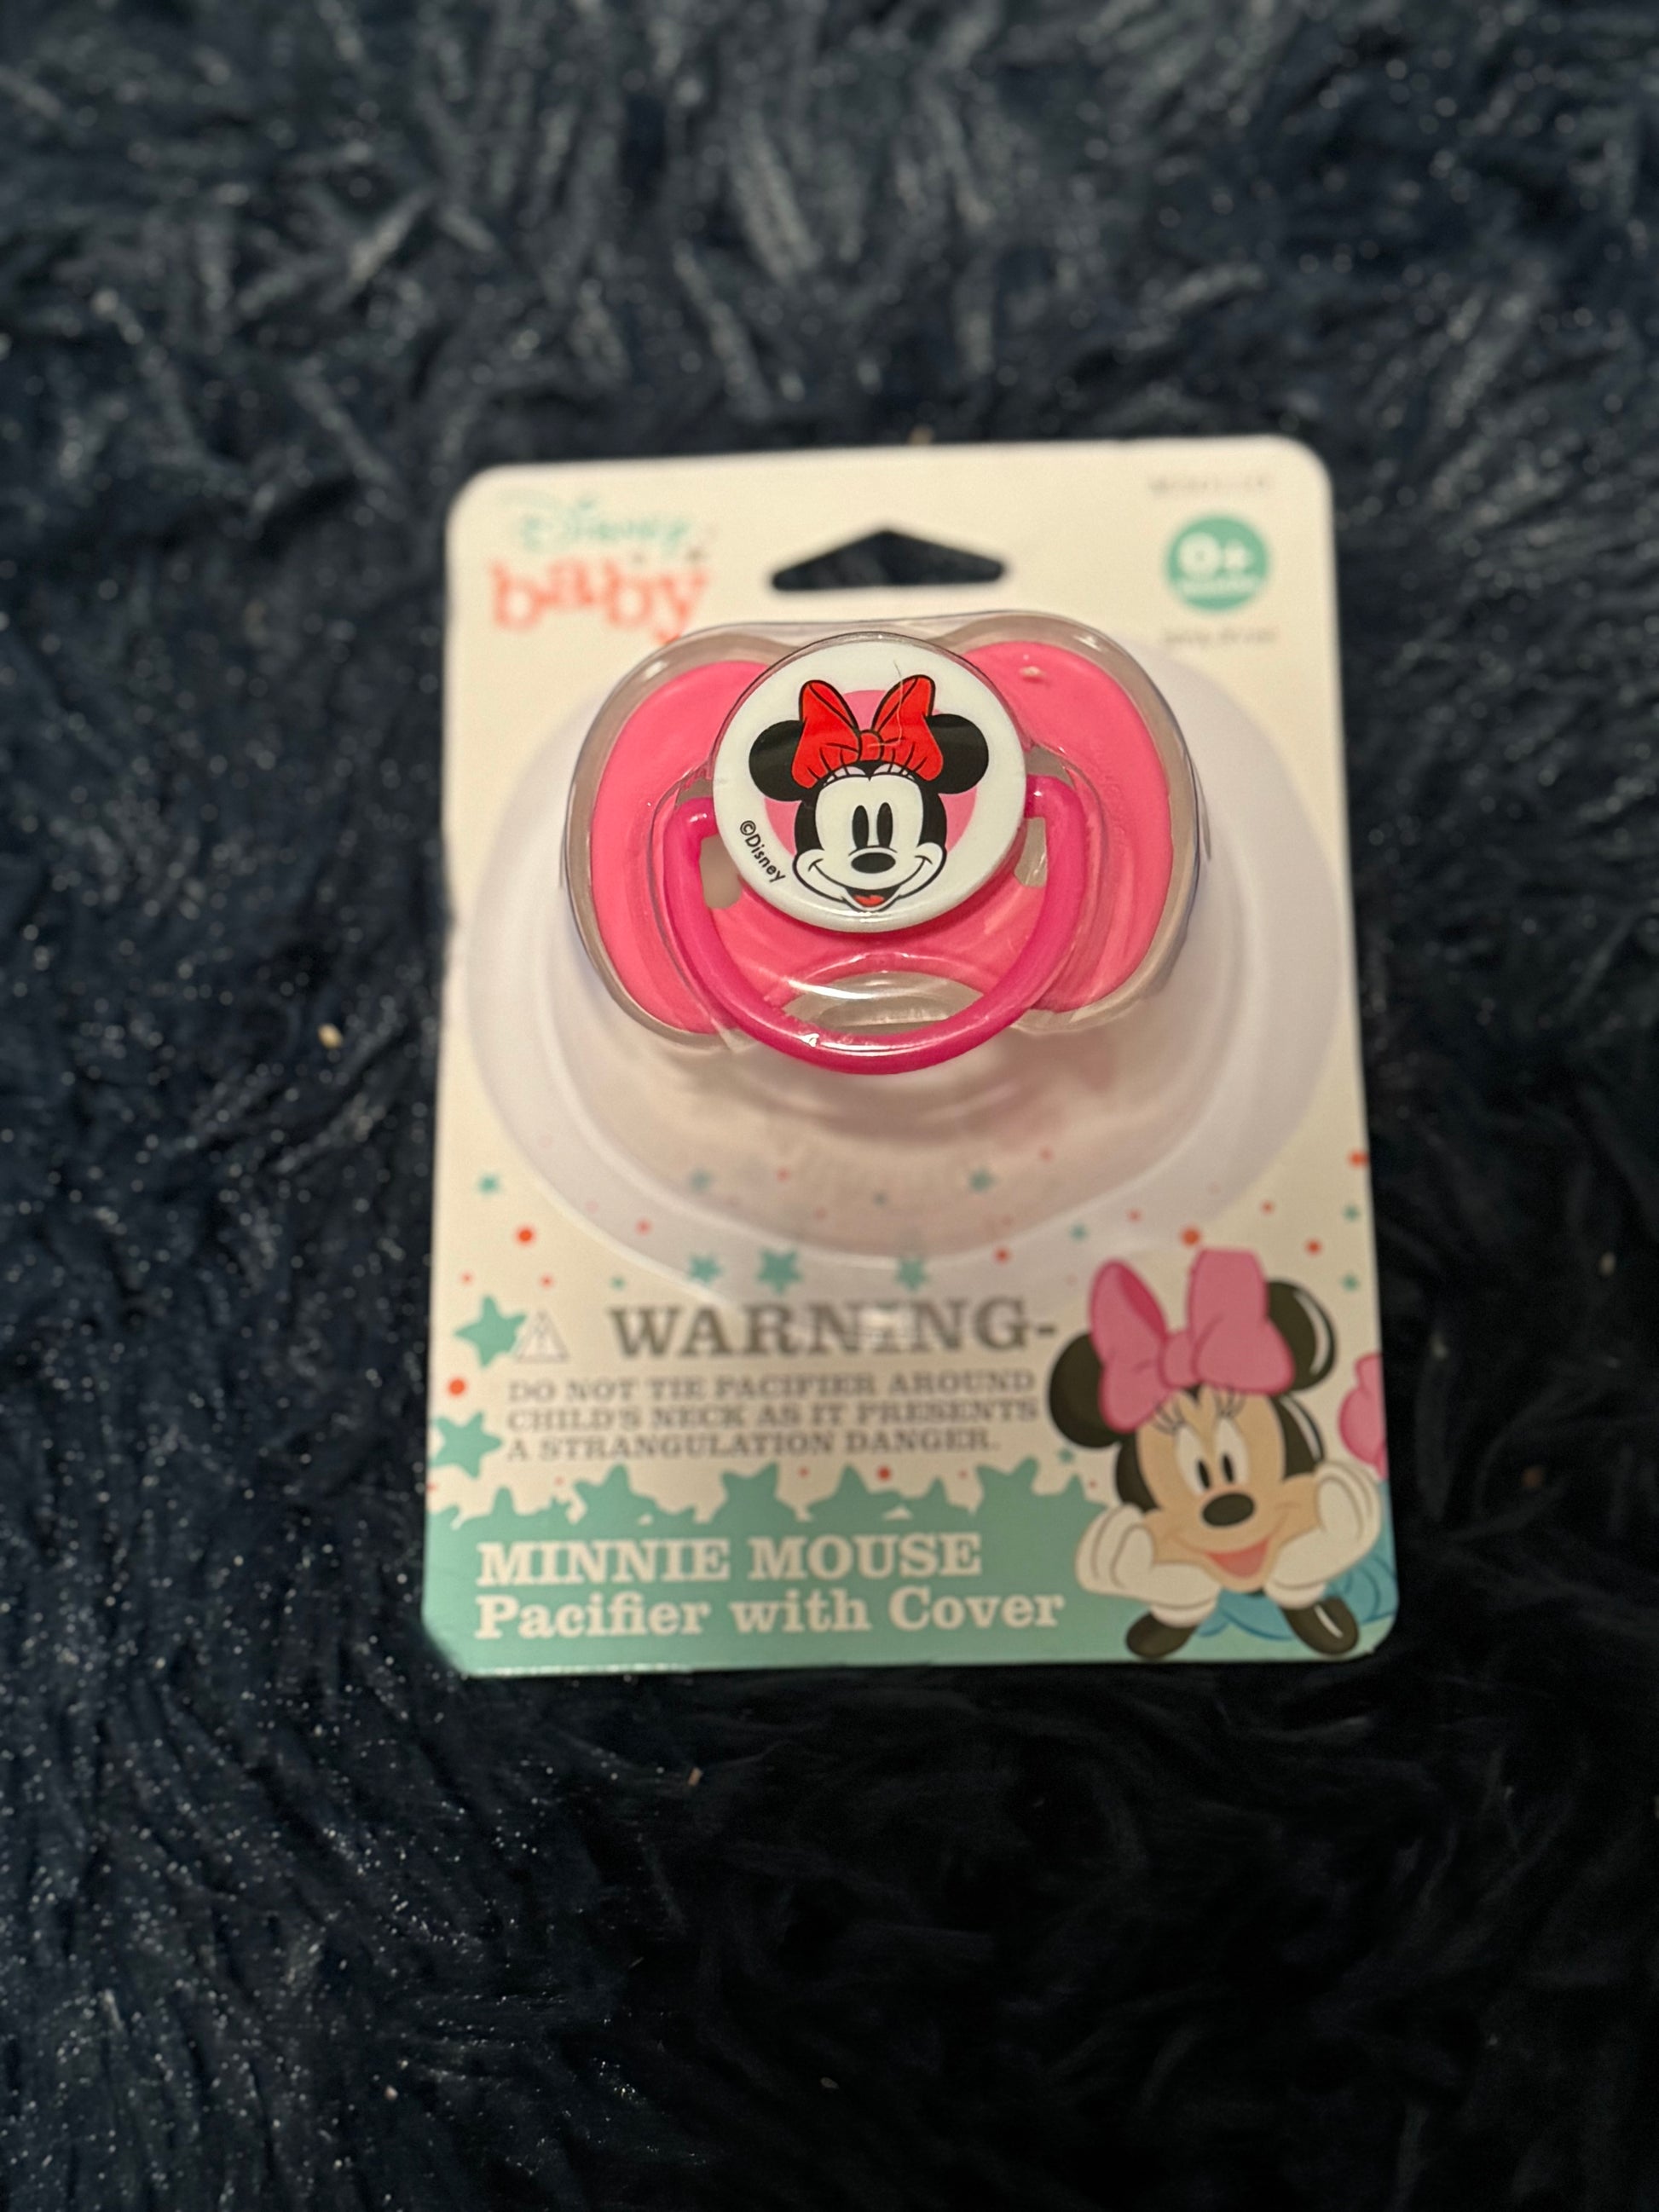 Disney
baby
0+
©Disney
WARNING-
DO NOT TIE PACIFIER AROUND
CHILD'S NECK AS IT PRESENTS
A STRANGULATION DANGER.
MINNIE MOUSE
Pacifier with Cover